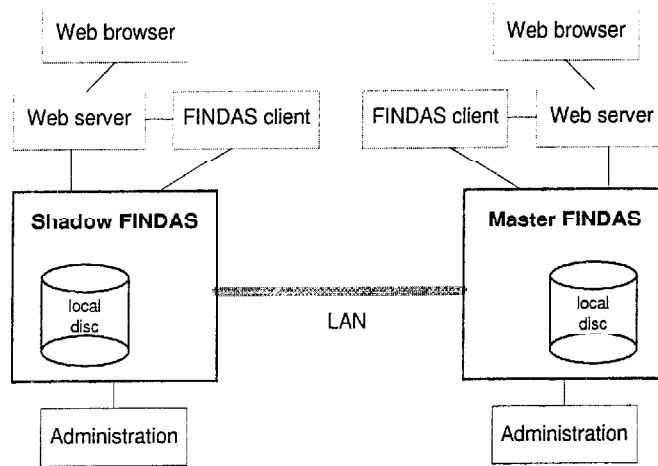 Web browser
Web browser
Web server
FINDAS client
FINDAS client
Web server
Shadow FINDAS
Master FINDAS
local
disc
local
disc
LAN
Administration
Administration